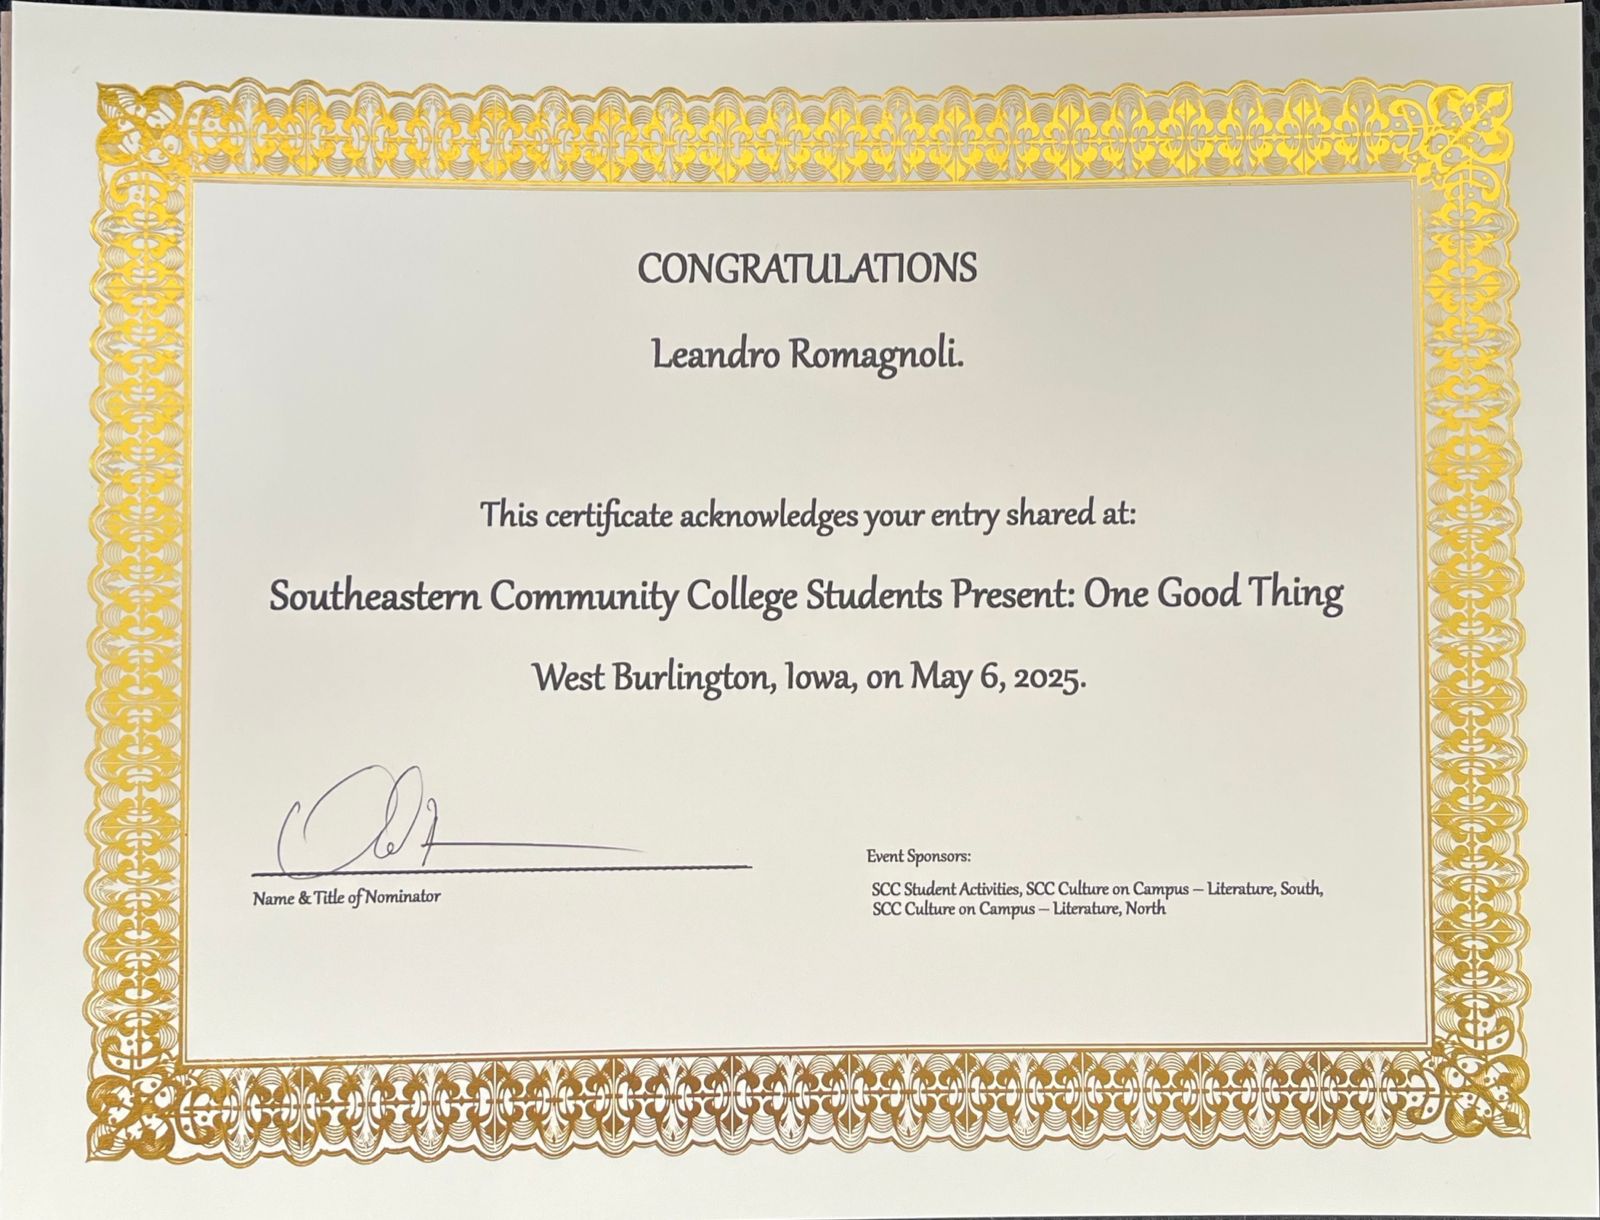 CONGRATULATIONS
Leandro Romagnoli.
This certificate acknowledges your entry shared at:
Southeastern Community College Students Present: One Good Thing
West Burlington, Iowa, on May 6, 2025.
Name & Title of Nominator
Event Sponsors:
SCC Student Activities, SCC Culture on Campus – Literature, South,
SCC Culture on Campus – Literature, North